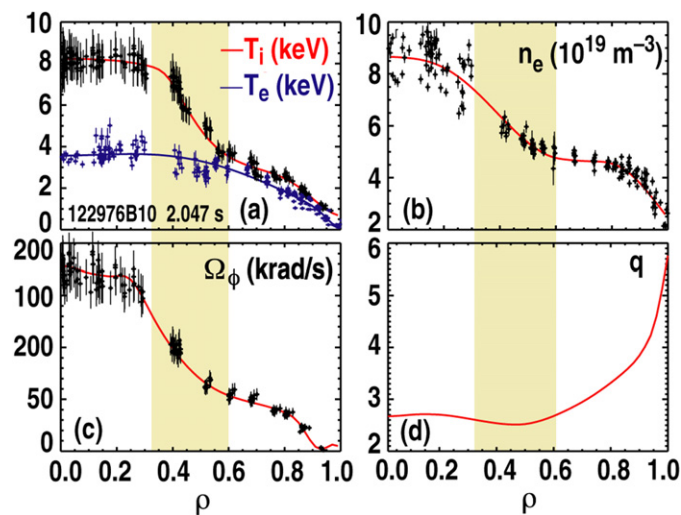 10
8
6
4
2
0
Tᵢ (keV)
Tₑ (keV)
122976B10 2.047 s (a)
10
8
6
4
2
nₑ (10¹⁹ m⁻³)
(b)
200
100
200
50
0
Ωϕ (krad/s)
(c)
0.0 0.2 0.4 0.6 0.8 1.0
ρ
6
5
4
3
2
q
(d)
0.0 0.2 0.4 0.6 0.8 1.0
ρ